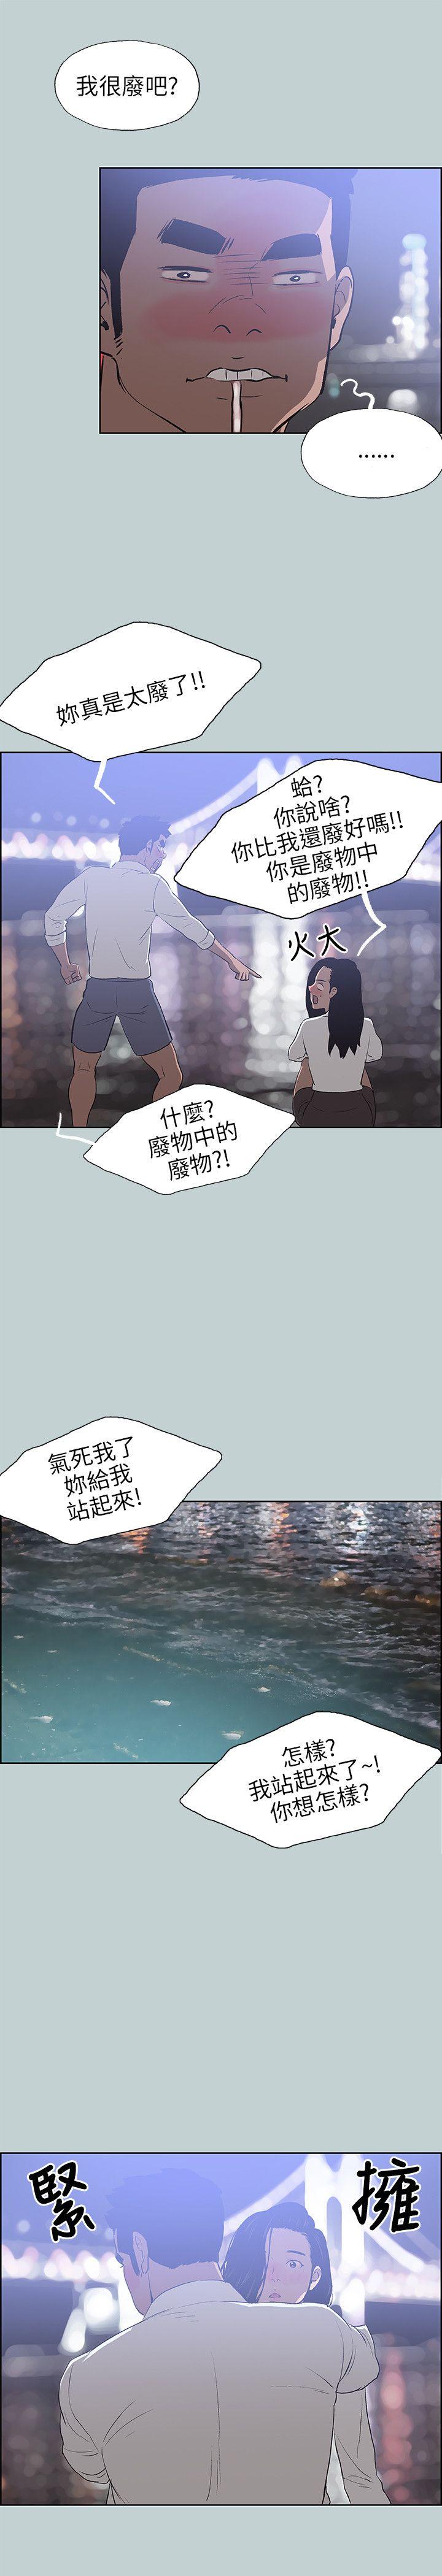 我很廢吧?
......
妳真是太廢了!!
蛤?
你說啥?
你比我還廢好嗎!!
你是廢物中
的廢物!!
火大
什麼?
廢物中的
廢物?!
氣死我了
妳給我
站起來!
怎樣?
我站起來了~!
你想怎樣?
緊擁